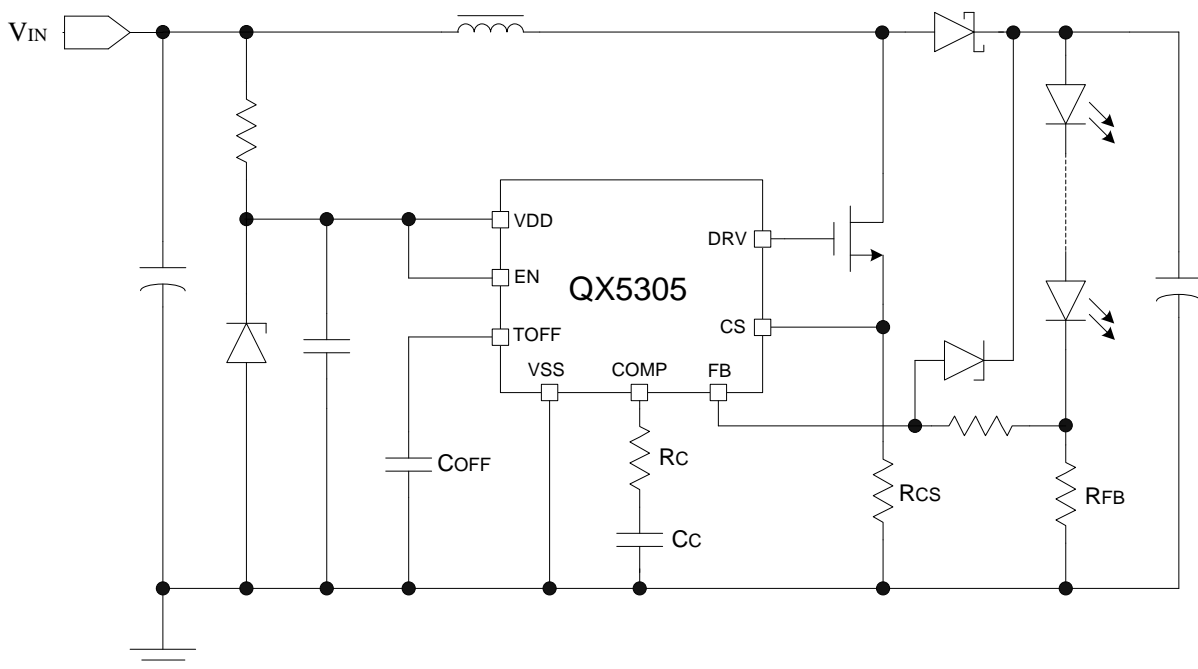 VIN
VDD
DRV
EN
QX5305
CS
TOFF
VSS
COMP
FB
COFF
RC
RCS
RFB
CC